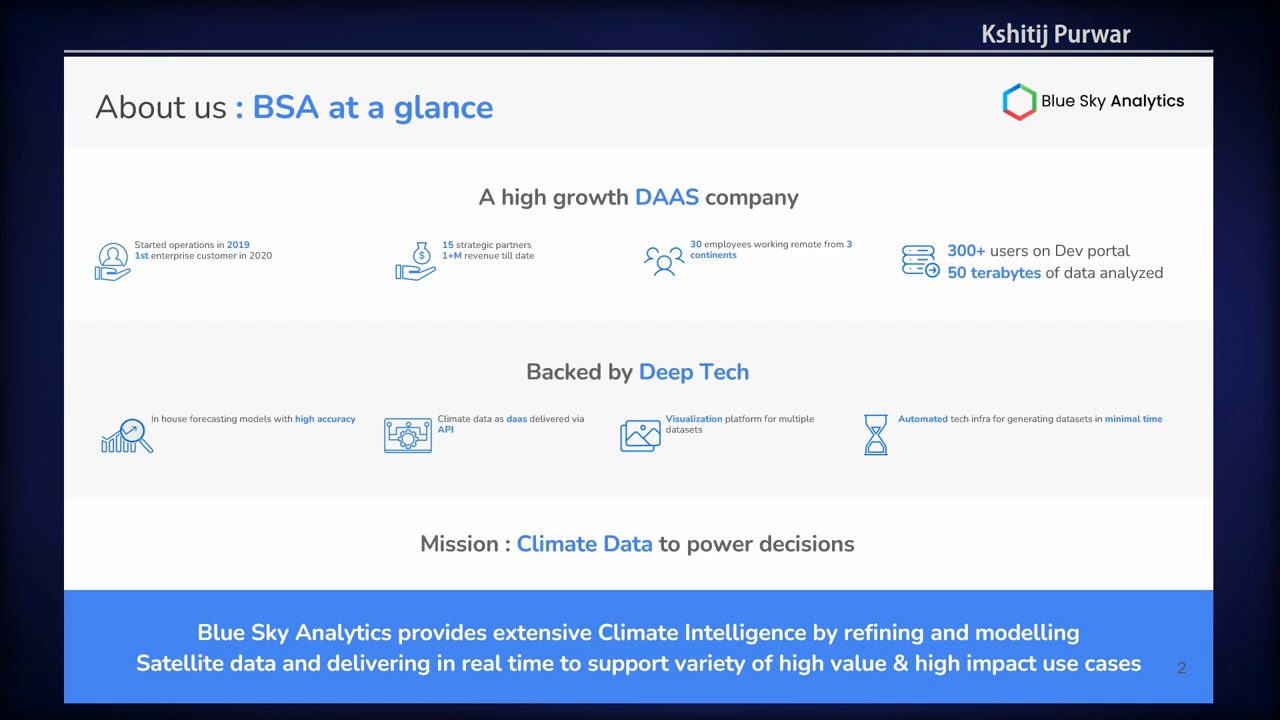 Kshitij Purwar
About us : BSA at a glance
Blue Sky Analytics
A high growth DAAS company
Started operations in 2019
1st enterprise customer in 2020
15 strategic partners
1+M revenue till date
30 employees working remote from 3
continents
300+ users on Dev portal
50 terabytes of data analyzed
Backed by Deep Tech
In house forecasting models with high accuracy
Climate data as daas delivered via
API
Visualization platform for multiple
datasets
Automated tech infra for generating datasets in minimal time
Mission : Climate Data to power decisions
Blue Sky Analytics provides extensive Climate Intelligence by refining and modelling
Satellite data and delivering in real time to support variety of high value & high impact use cases
2